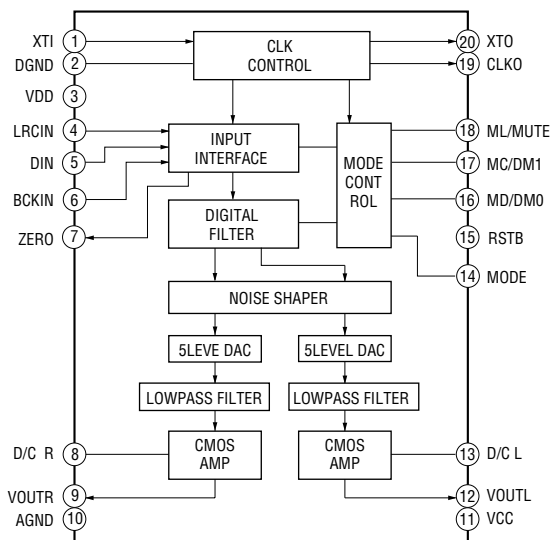 XTI 1
DGND 2
VDD 3
LRCIN 4
DIN 5
BCKIN 6
ZERO 7
D/C R 8
VOUTR 9
AGND 10
CLK
CONTROL
INPUT
INTERFACE
MODE
CONT
ROL
DIGITAL
FILTER
NOISE SHAPER
5LEVE DAC
5LEVEL DAC
LOWPASS FILTER
LOWPASS FILTER
CMOS
AMP
CMOS
AMP
20 XTO
19 CLKO
18 ML/MUTE
17 MC/DM1
16 MD/DM0
15 RSTB
14 MODE
13 D/C L
12 VOUTL
11 VCC